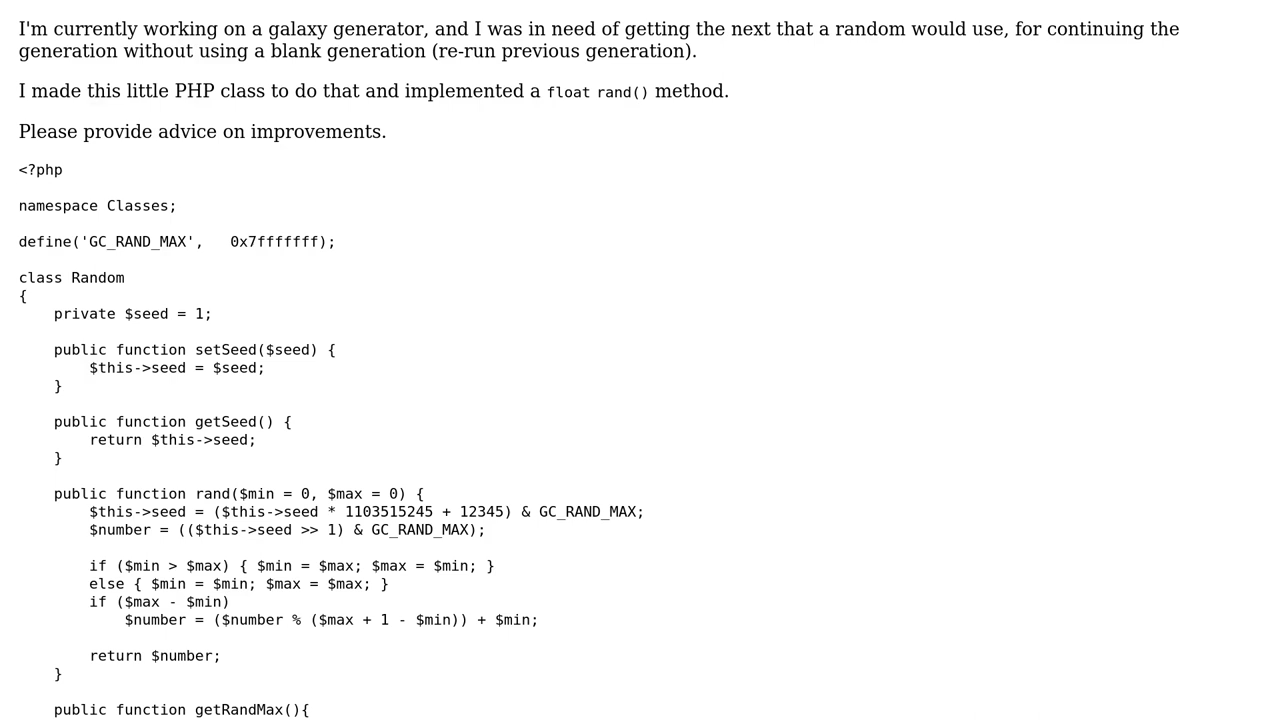 I'm currently working on a galaxy generator, and I was in need of getting the next that a random would use, for continuing the
generation without using a blank generation (re-run previous generation).
I made this little PHP class to do that and implemented a float rand() method.
Please provide advice on improvements.
<?php
namespace Classes;
define('GC_RAND_MAX',   0x7fffffff);
class Random
{
    private $seed = 1;
    public function setSeed($seed) {
        $this->seed = $seed;
    }
    public function getSeed() {
        return $this->seed;
    }
    public function rand($min = 0, $max = 0) {
        $this->seed = ($this->seed * 1103515245 + 12345) & GC_RAND_MAX;
        $number = (($this->seed >> 1) & GC_RAND_MAX);
        if ($min > $max) { $min = $max; $max = $min; }
        else { $min = $min; $max = $max; }
        if ($max - $min)
            $number = ($number % ($max + 1 - $min)) + $min;
        return $number;
    }
    public function getRandMax(){